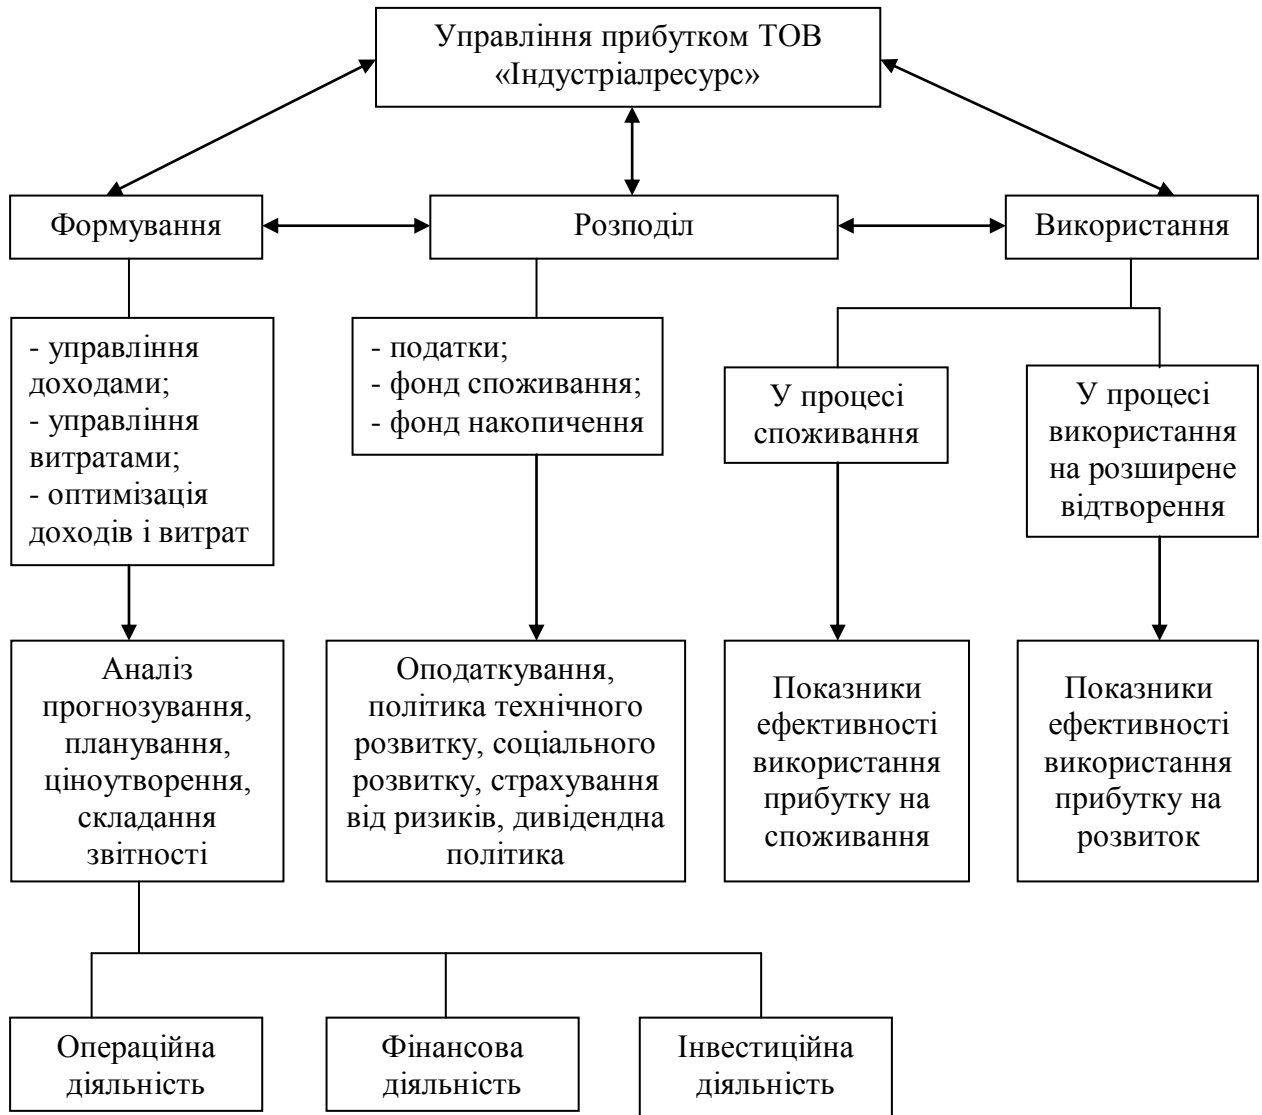 Управління прибутком ТОВ
«Індустріалресурс»
Формування
Розподіл
Використання
- управління
доходами;
- управління
витратами;
- оптимізація
доходів і витрат
- податки;
- фонд споживання;
- фонд накопичення
У процесі
споживання
У процесі
використання
на розширене
відтворення
Аналіз
прогнозування,
планування,
ціноутворення,
складання
звітності
Оподаткування,
політика технічного
розвитку, соціального
розвитку, страхування
від ризиків, дивідендна
політика
Показники
ефективності
використання
прибутку на
споживання
Показники
ефективності
використання
прибутку на
розвиток
Операційна
діяльність
Фінансова
діяльність
Інвестиційна
діяльність